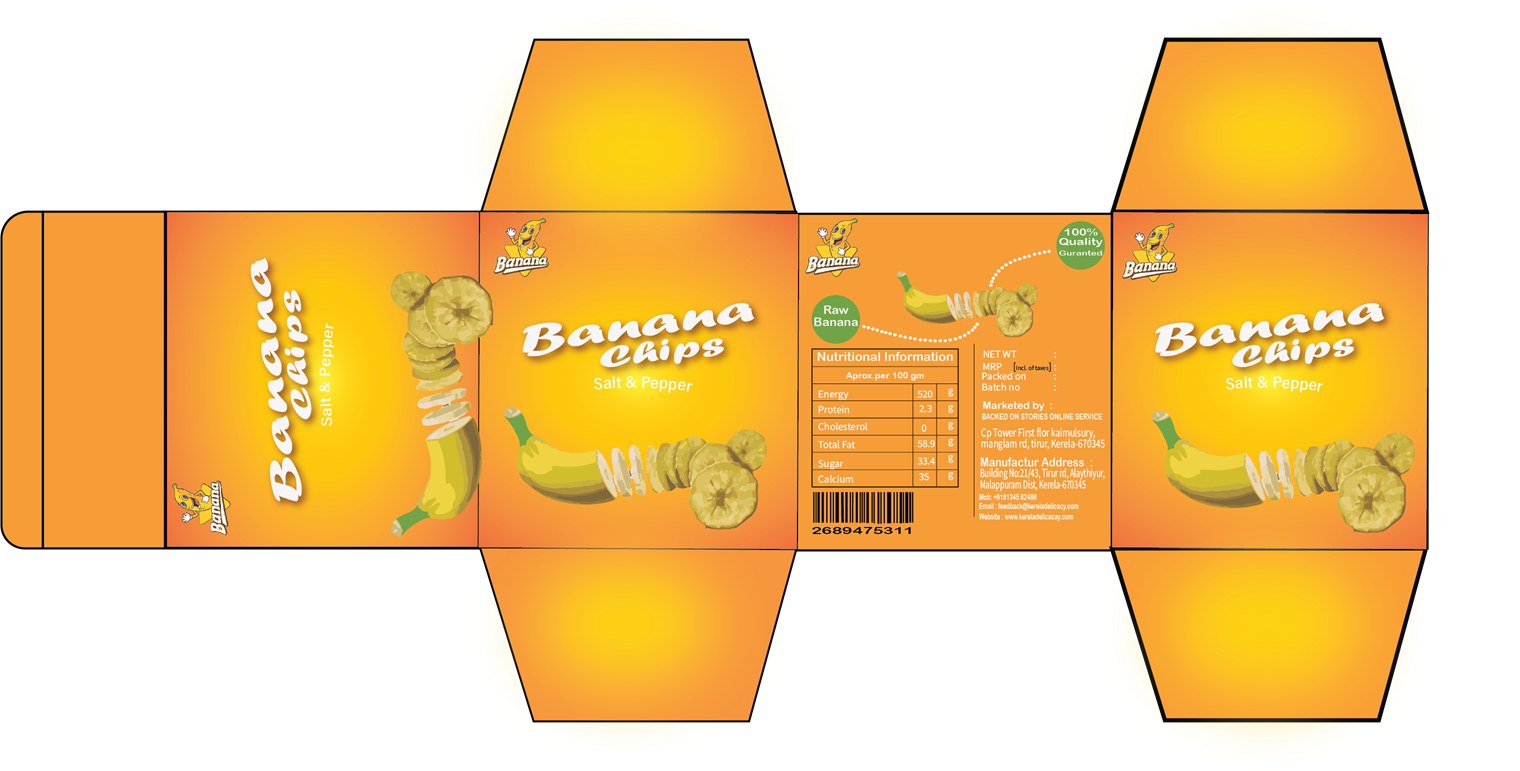 Banana
Chips
Salt & Pepper
Banana
Banana
Banana
Chips
Salt & Pepper
Banana
100%
Quality
Guranted
Raw
Banana
Nutritional Information
Aprox.per 100 gm
Energy 520 g
Protein 2.3 g
Cholesterol 0 g
Total Fat 58.9 g
Sugar 33.4 g
Calcium 35 g
2689475311
NET WT :
MRP [incl. of taxes] :
Packed on :
Batch no :
Marketed by :
BACKED ON STORIES ONLINE SERVICE
Cp Tower First flor kaimulsury,
manglam rd, tirur, Kerela-670345
Manufactur Address :
Building No:21/43, Tirur rd, Alaythiyur,
Malappuram Dist, Kerela-670345
Mob: +9181345 62486
Email : feedback@kereladelicacy.com
Website : www.kereladelicacay.com
Banana
Banana
Chips
Salt & Pepper